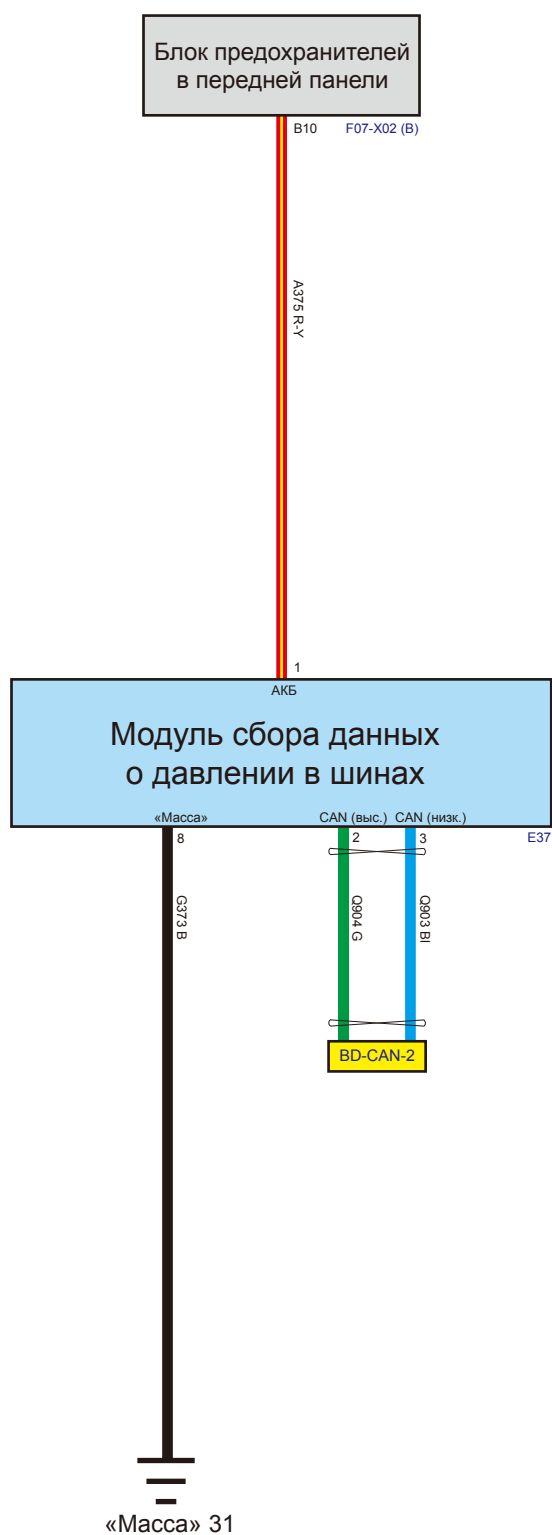 Блок предохранителей
в передней панели
B10 F07-X02 (B)
A375 R-Y
1
АКБ
Модуль сбора данных
о давлении в шинах
«Масса» CAN (выс.) CAN (низк.)
8 2 3 E37
G373 B
Q904 G
Q903 Bl
BD-CAN-2
«Масса» 31